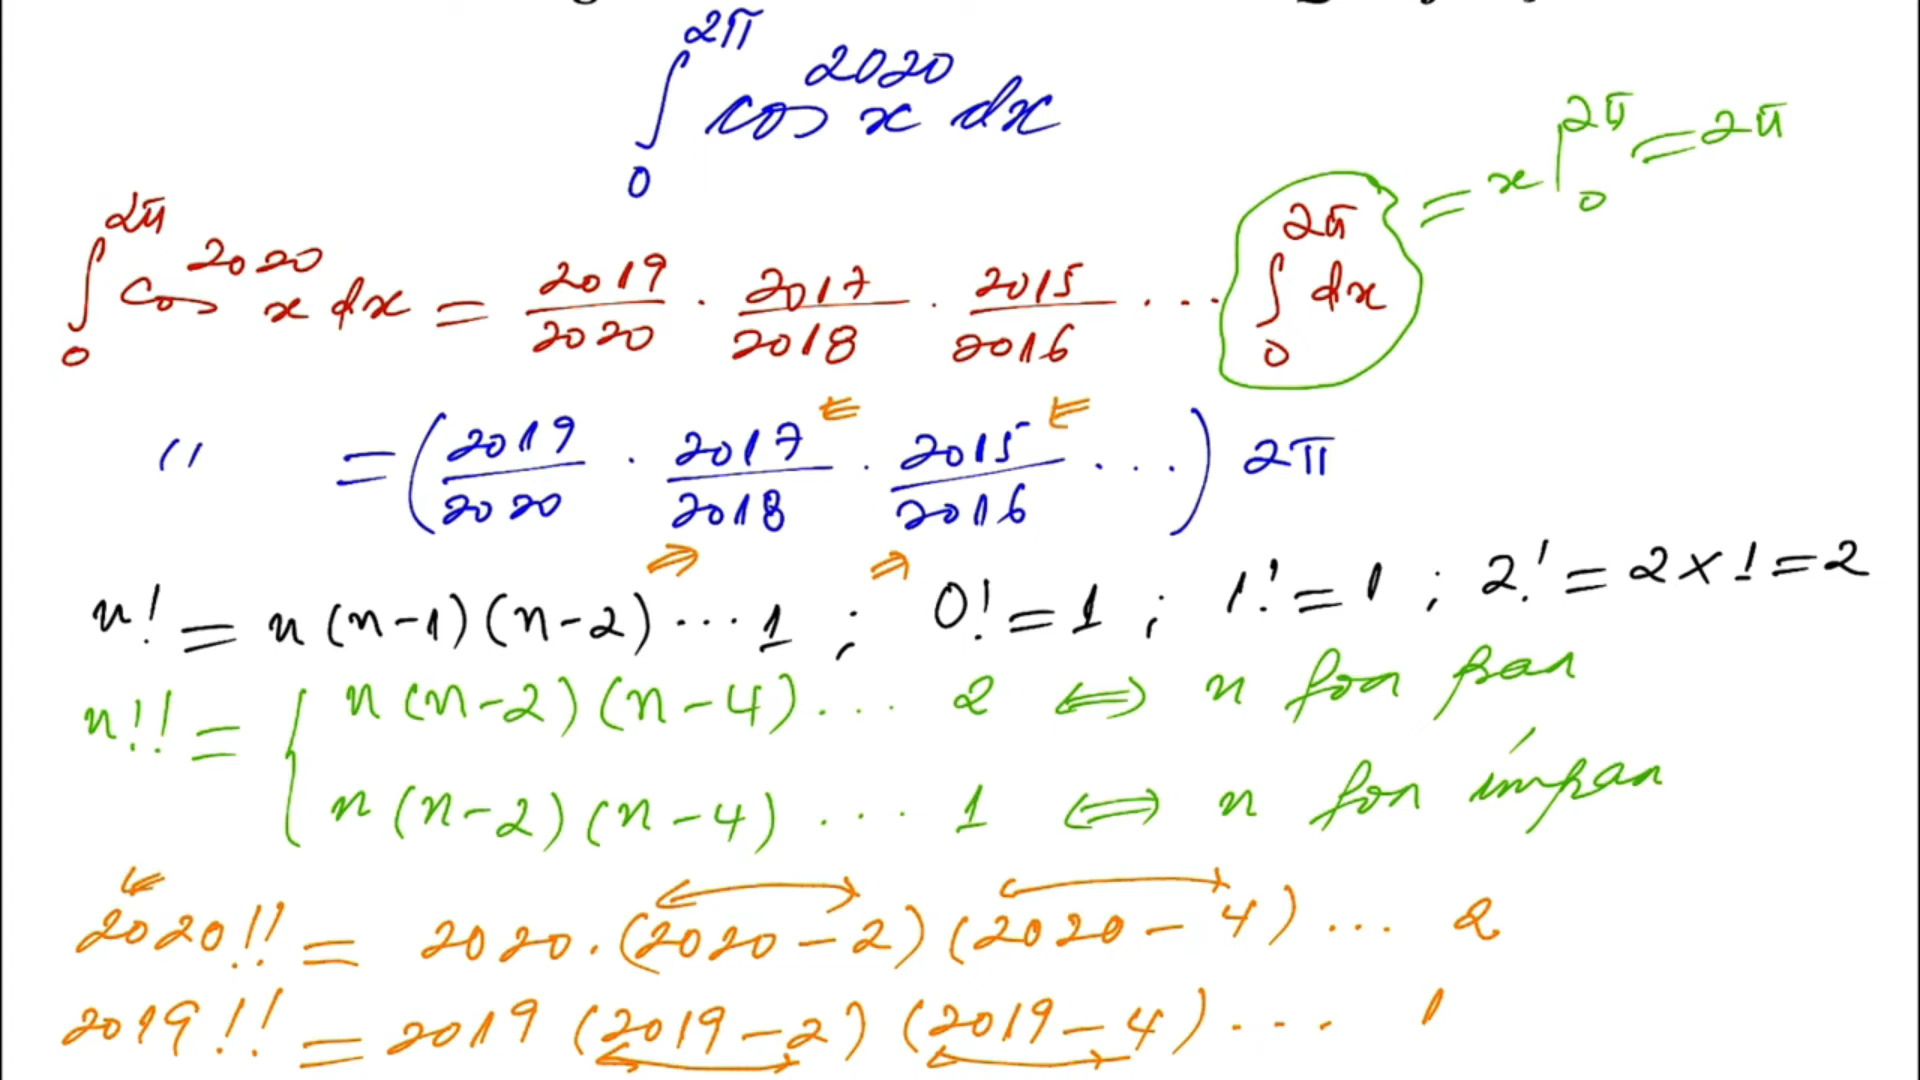 ∫₀^{2π} cos^{2020} x dx
∫₀^{2π} cos^{2020} x dx = 2019/2020 · 2017/2018 · 2015/2016 ... ∫₀^{2π} dx = x |₀^{2π} = 2π
" = (2019/2020 · 2017/2018 · 2015/2016 ...) 2π
n! = n(n-1)(n-2)...1 ; 0! = 1 ; 1! = 1 ; 2! = 2×! = 2
n!! = { n(n-2)(n-4)... 2 ⇔ n for par
n(n-2)(n-4)... 1 ⇔ n for ímpar
2020!! = 2020.(2020-2)(2020-4)... 2
2019!! = 2019(2019-2)(2019-4)... 1